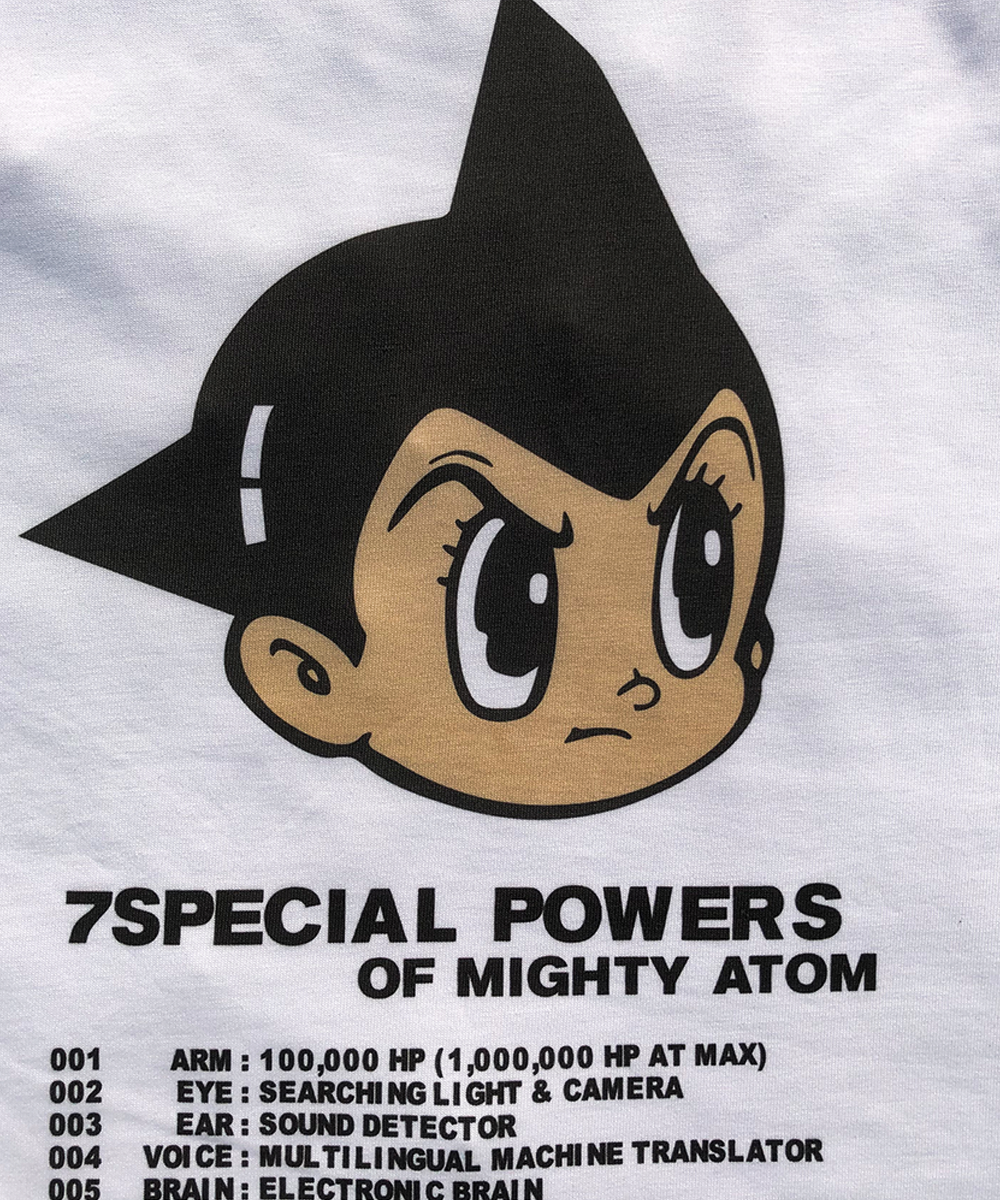 7SPECIAL POWERS
OF MIGHTY ATOM
001 ARM : 100,000 HP (1,000,000 HP AT MAX)
002 EYE : SEARCHING LIGHT & CAMERA
003 EAR : SOUND DETECTOR
004 VOICE : MULTILINGUAL MACHINE TRANSLATOR
005 BRAIN : ELECTRONIC BRAIN